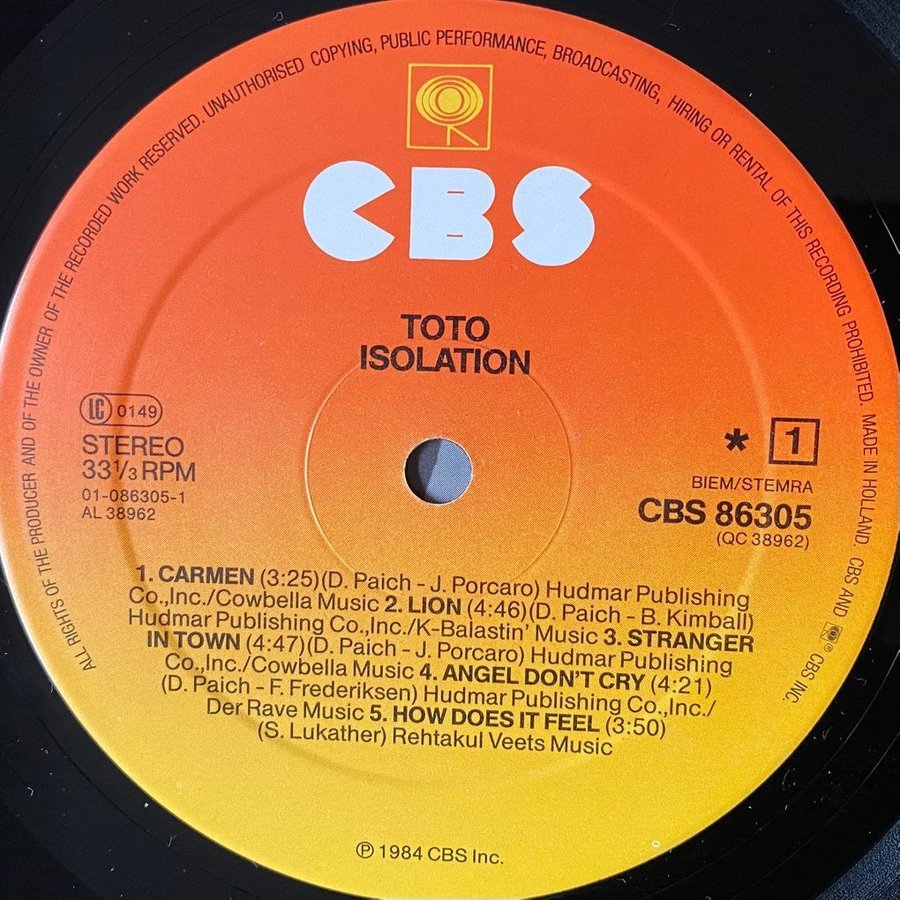 ALL RIGHTS OF THE PRODUCER AND OF THE OWNER OF THE RECORDED WORK RESERVED. UNAUTHORISED COPYING, PUBLIC PERFORMANCE, BROADCASTING, HIRING OR RENTAL OF THIS RECORDING PROHIBITED. MADE IN HOLLAND. CBS AND ® CBS INC.
CBS
TOTO
ISOLATION
LC 0149
STEREO
33⅓ RPM
01-086305-1
AL 38962
* 1
BIEM/STEMRA
CBS 86305
(QC 38962)
1. CARMEN (3:25)(D. Paich - J. Porcaro) Hudmar Publishing
Co.,Inc./Cowbella Music 2. LION (4:46)(D. Paich - B. Kimball)
Hudmar Publishing Co.,Inc./K-Balastin' Music 3. STRANGER
IN TOWN (4:47)(D. Paich - J. Porcaro) Hudmar Publishing
Co.,Inc./Cowbella Music 4. ANGEL DON'T CRY (4:21)
(D. Paich - F. Frederiksen) Hudmar Publishing Co.,Inc./
Der Rave Music 5. HOW DOES IT FEEL (3:50)
(S. Lukather) Rehtakul Veets Music
℗ 1984 CBS Inc.